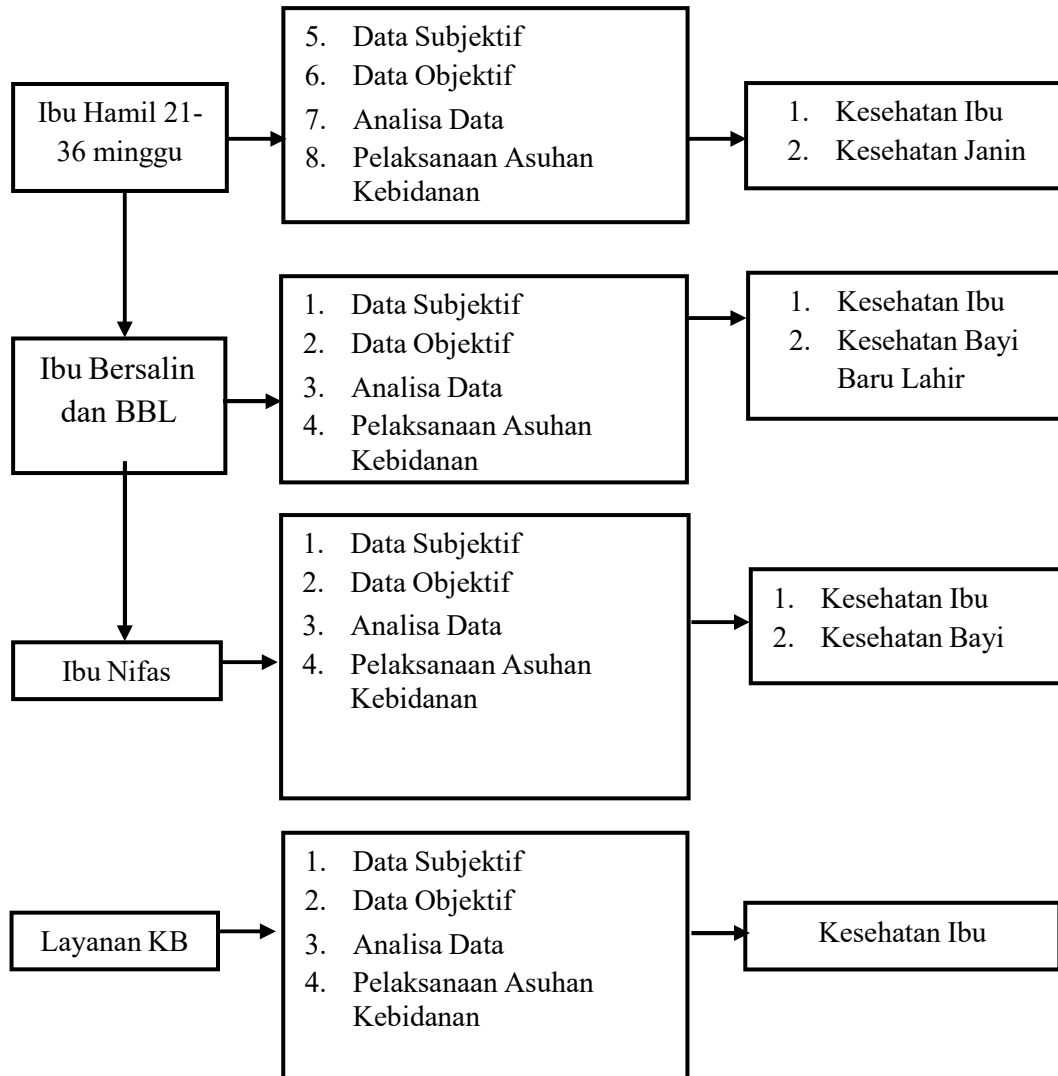 Ibu Hamil 21-
36 minggu
5. Data Subjektif
6. Data Objektif
7. Analisa Data
8. Pelaksanaan Asuhan
Kebidanan
1. Kesehatan Ibu
2. Kesehatan Janin
Ibu Bersalin
dan BBL
1. Data Subjektif
2. Data Objektif
3. Analisa Data
4. Pelaksanaan Asuhan
Kebidanan
1. Kesehatan Ibu
2. Kesehatan Bayi
Baru Lahir
Ibu Nifas
1. Data Subjektif
2. Data Objektif
3. Analisa Data
4. Pelaksanaan Asuhan
Kebidanan
1. Kesehatan Ibu
2. Kesehatan Bayi
Layanan KB
1. Data Subjektif
2. Data Objektif
3. Analisa Data
4. Pelaksanaan Asuhan
Kebidanan
Kesehatan Ibu